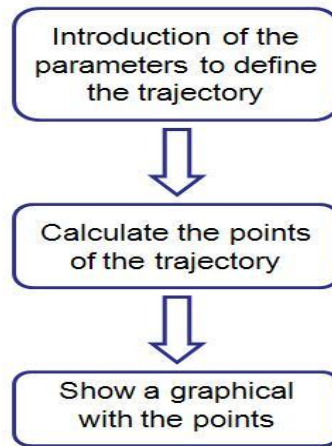 Introduction of the
parameters to define
the trajectory
Calculate the points
of the trajectory
Show a graphical
with the points